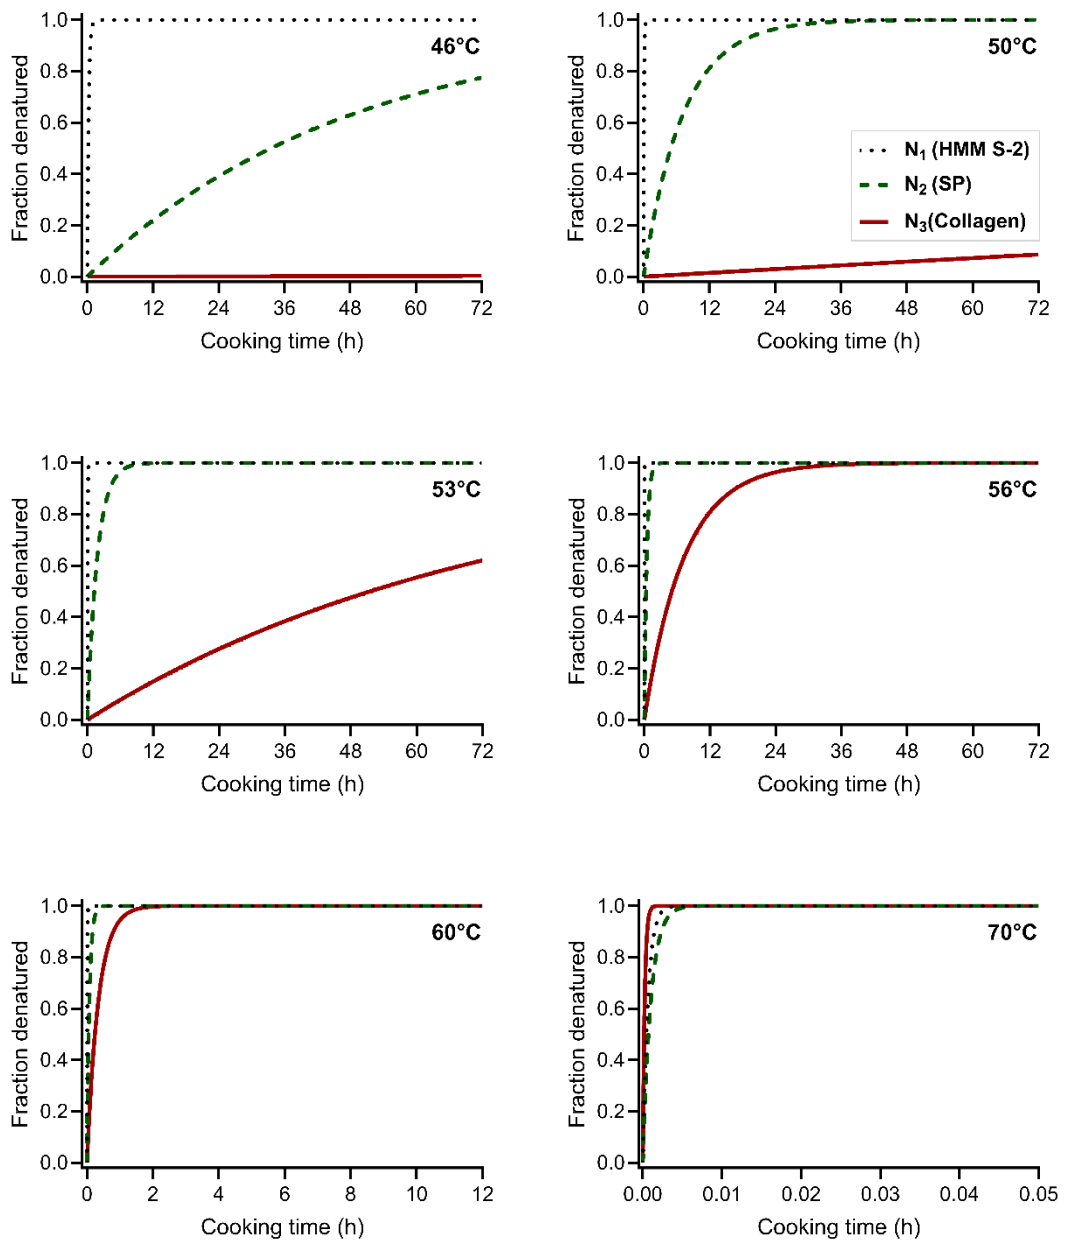 46°C
Fraction denatured
1.0
0.8
0.6
0.4
0.2
0.0
0 12 24 36 48 60 72
Cooking time (h)
50°C
Fraction denatured
1.0
0.8
0.6
0.4
0.2
0.0
N₁ (HMM S-2)
N₂ (SP)
N₃(Collagen)
0 12 24 36 48 60 72
Cooking time (h)
53°C
Fraction denatured
1.0
0.8
0.6
0.4
0.2
0.0
0 12 24 36 48 60 72
Cooking time (h)
56°C
Fraction denatured
1.0
0.8
0.6
0.4
0.2
0.0
0 12 24 36 48 60 72
Cooking time (h)
60°C
Fraction denatured
1.0
0.8
0.6
0.4
0.2
0.0
0 2 4 6 8 10 12
Cooking time (h)
70°C
Fraction denatured
1.0
0.8
0.6
0.4
0.2
0.0
0.00 0.01 0.02 0.03 0.04 0.05
Cooking time (h)